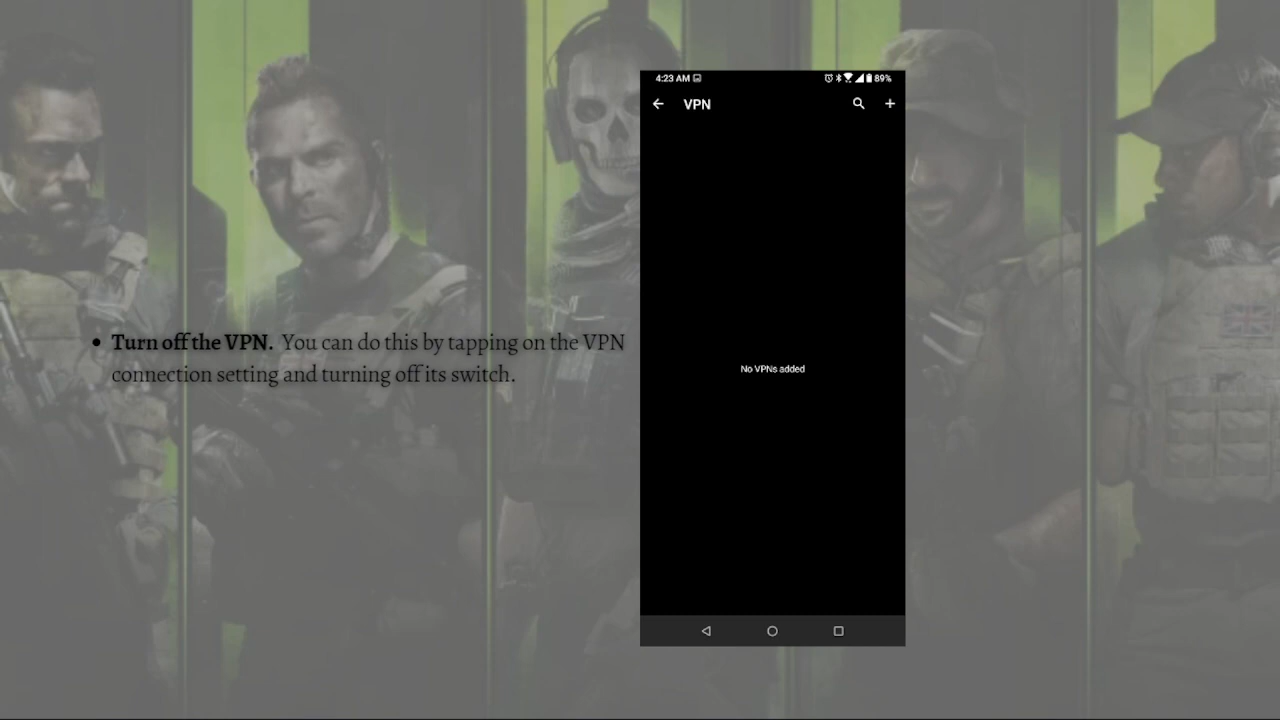 4:23 AM
89%
VPN
• Turn off the VPN. You can do this by tapping on the VPN
connection setting and turning off its switch.
No VPNs added